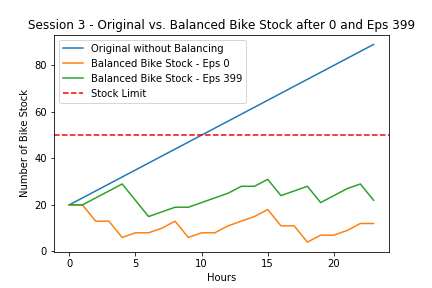 Session 3 - Original vs. Balanced Bike Stock after 0 and Eps 399
Original without Balancing
Balanced Bike Stock - Eps 0
Balanced Bike Stock - Eps 399
Stock Limit
Number of Bike Stock
80
60
40
20
0
0 5 10 15 20
Hours